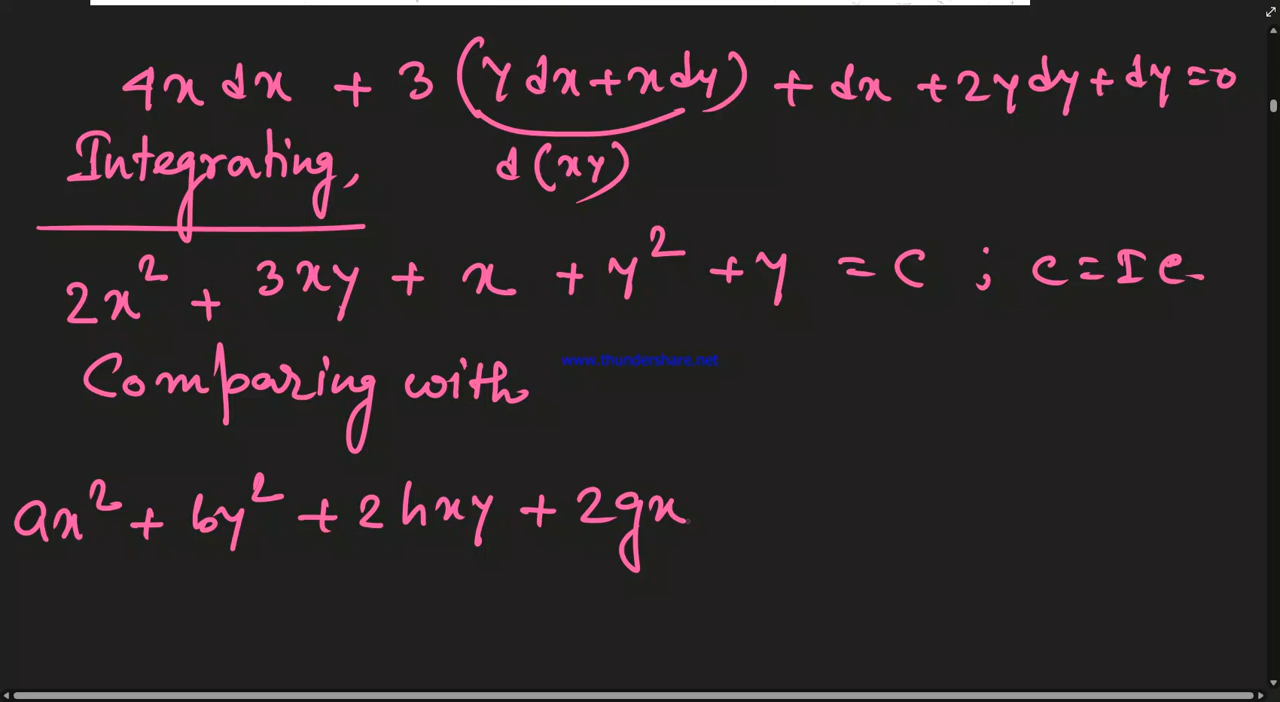 4x dx + 3 (y dx + x dy) + dx + 2y dy + dy = 0
d(xy)
Integrating,
2x² + 3xy + x + y² + y = C ; c = I C
www.thundershare.net
Comparing with
ax² + by² + 2hxy + 2gx